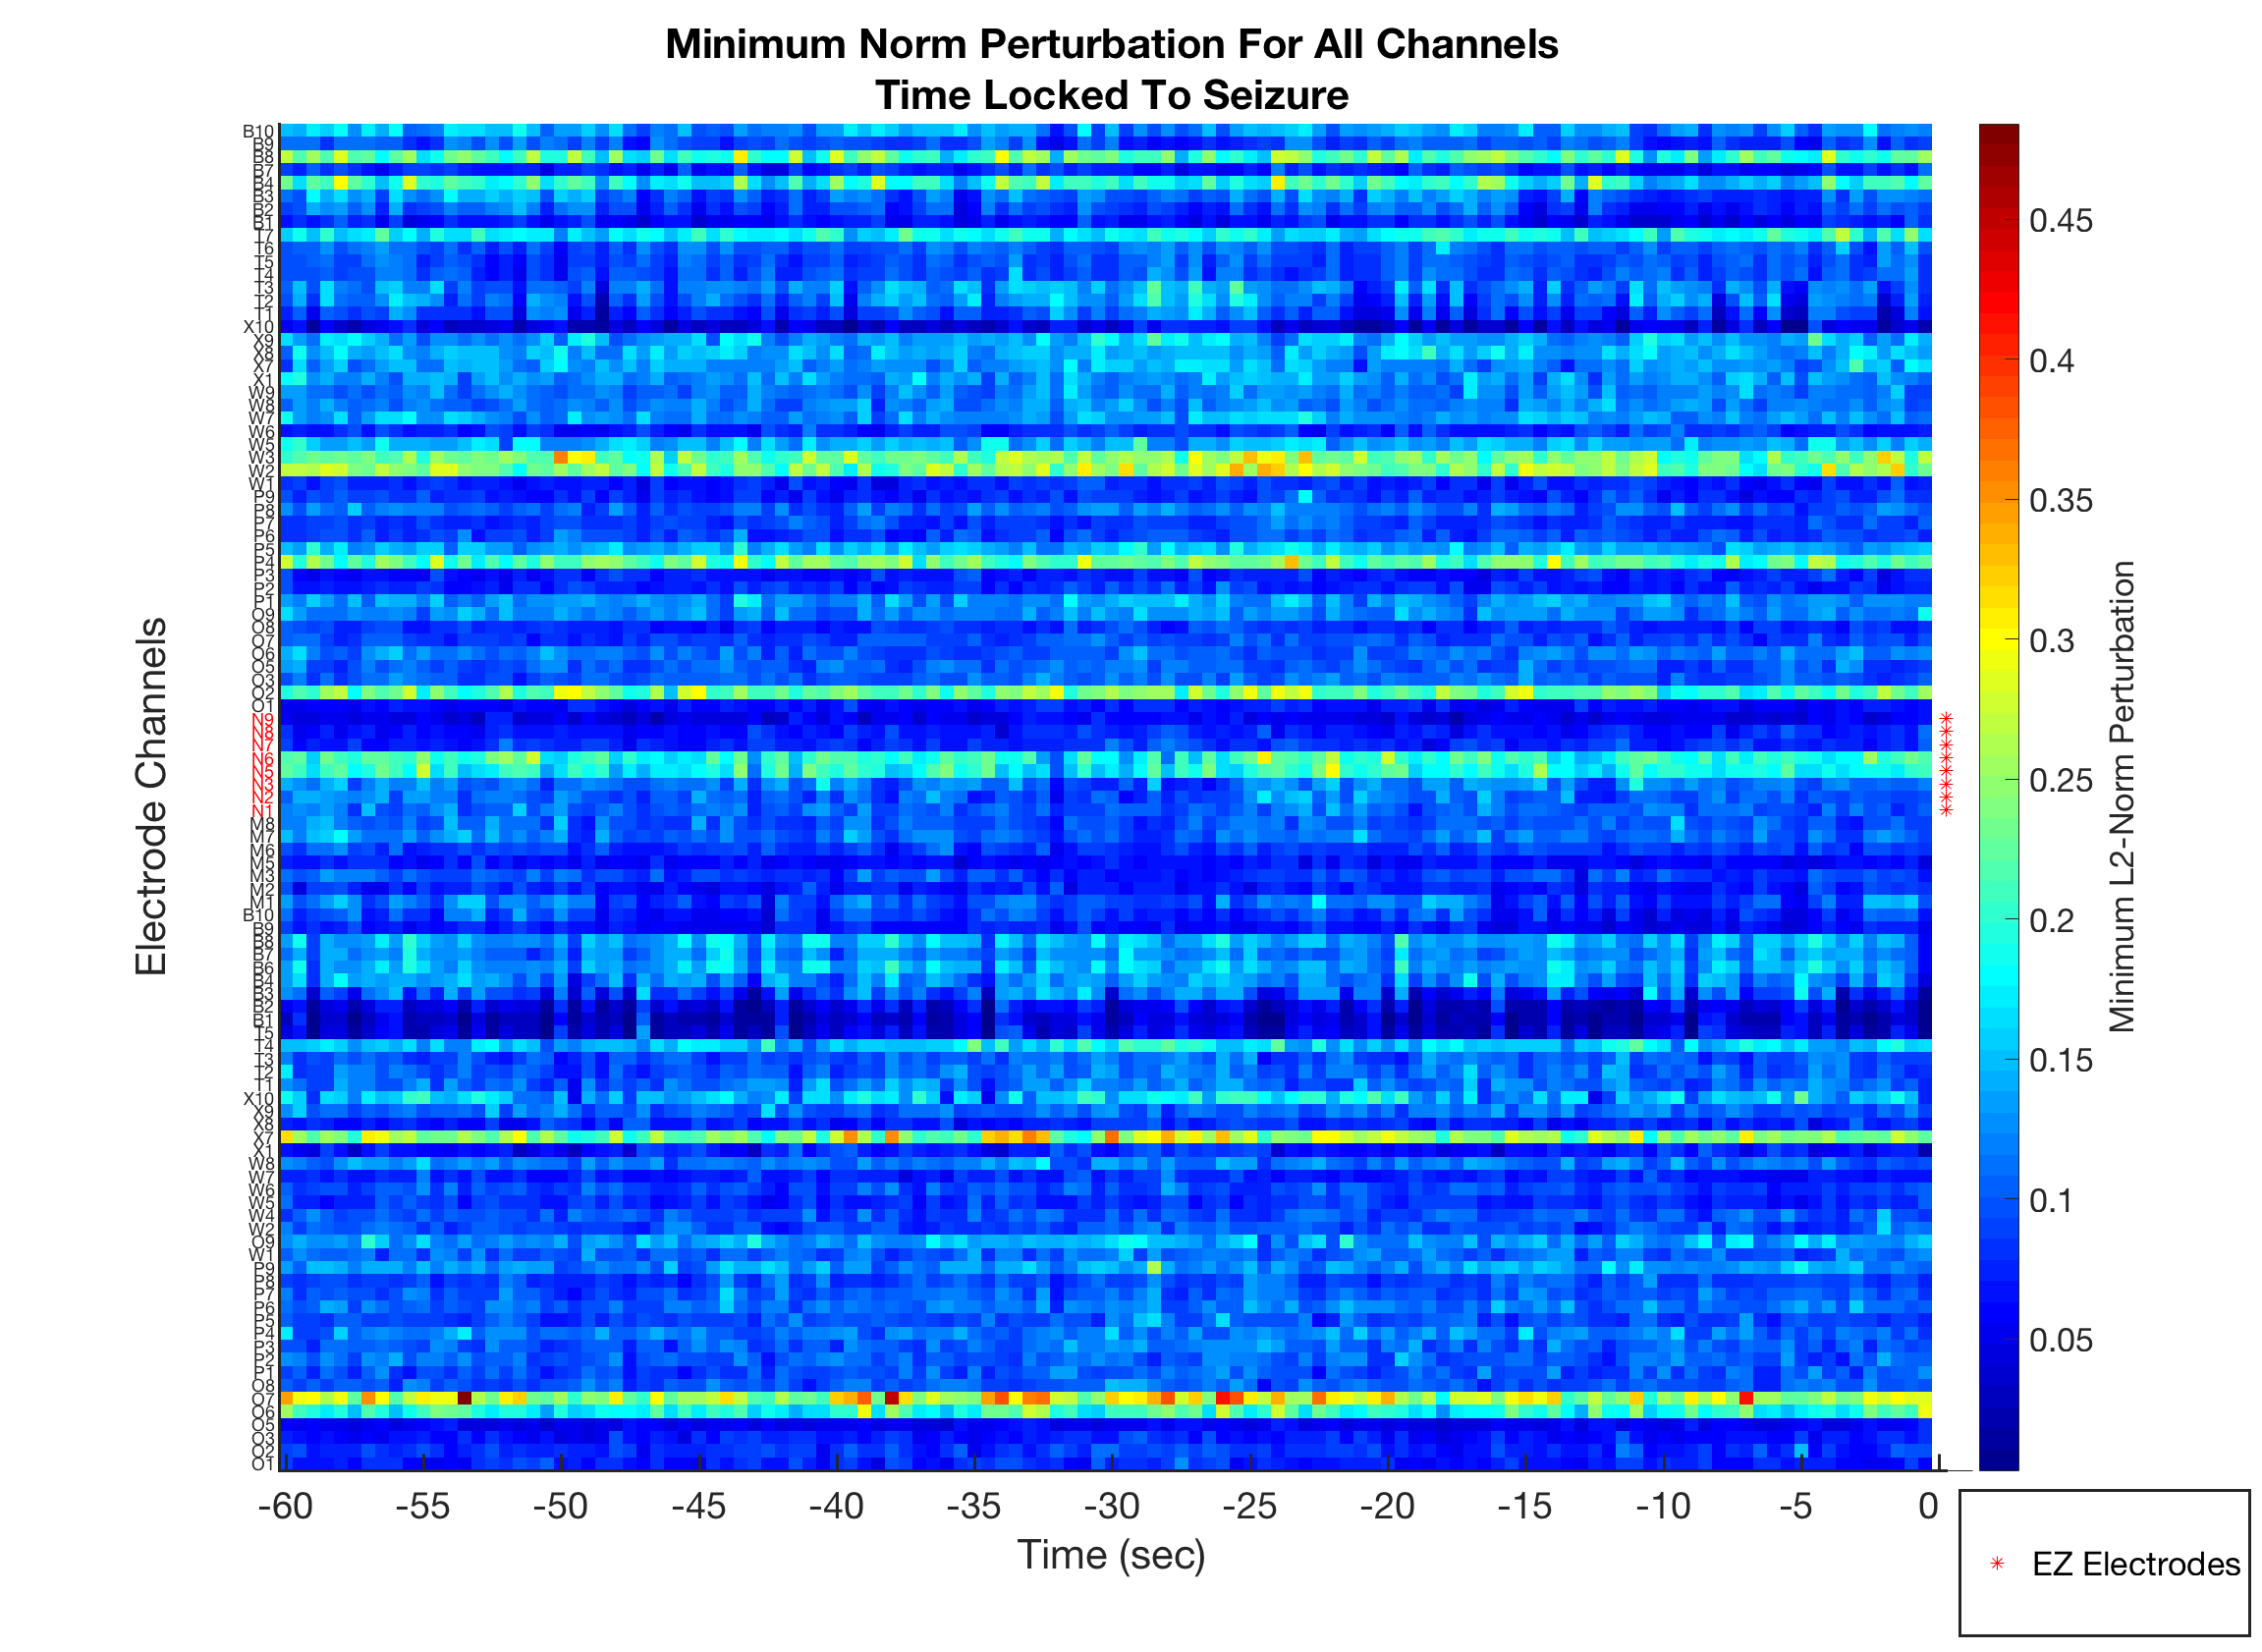 Minimum Norm Perturbation For All Channels
Time Locked To Seizure
Electrode Channels
B10
B9
B8
B7
B4
B3
B2
B1
T7
T6
T5
T4
T3
T2
T1
X10
X9
X8
X7
X1
W9
W8
W7
W6
W5
W3
W2
W1
P9
P8
P7
P6
P5
P4
P3
P2
P1
O9
O8
O7
O6
O5
O3
O2
O1
N9
N8
N7
N6
N5
N3
N2
N1
M8
M7
M6
M5
M3
M2
M1
B10
B9
B8
B7
B6
B4
B3
B2
B1
T5
T4
T3
T2
T1
X10
X9
X8
X7
X1
W8
W7
W6
W5
W4
W2
O9
W1
P9
P8
P7
P6
P5
P4
P3
P2
P1
O8
O7
O6
O5
O3
O2
O1
-60 -55 -50 -45 -40 -35 -30 -25 -20 -15 -10 -5 0
Time (sec)
0.45
0.4
0.35
0.3
0.25
0.2
0.15
0.1
0.05
Minimum L2-Norm Perturbation
EZ Electrodes